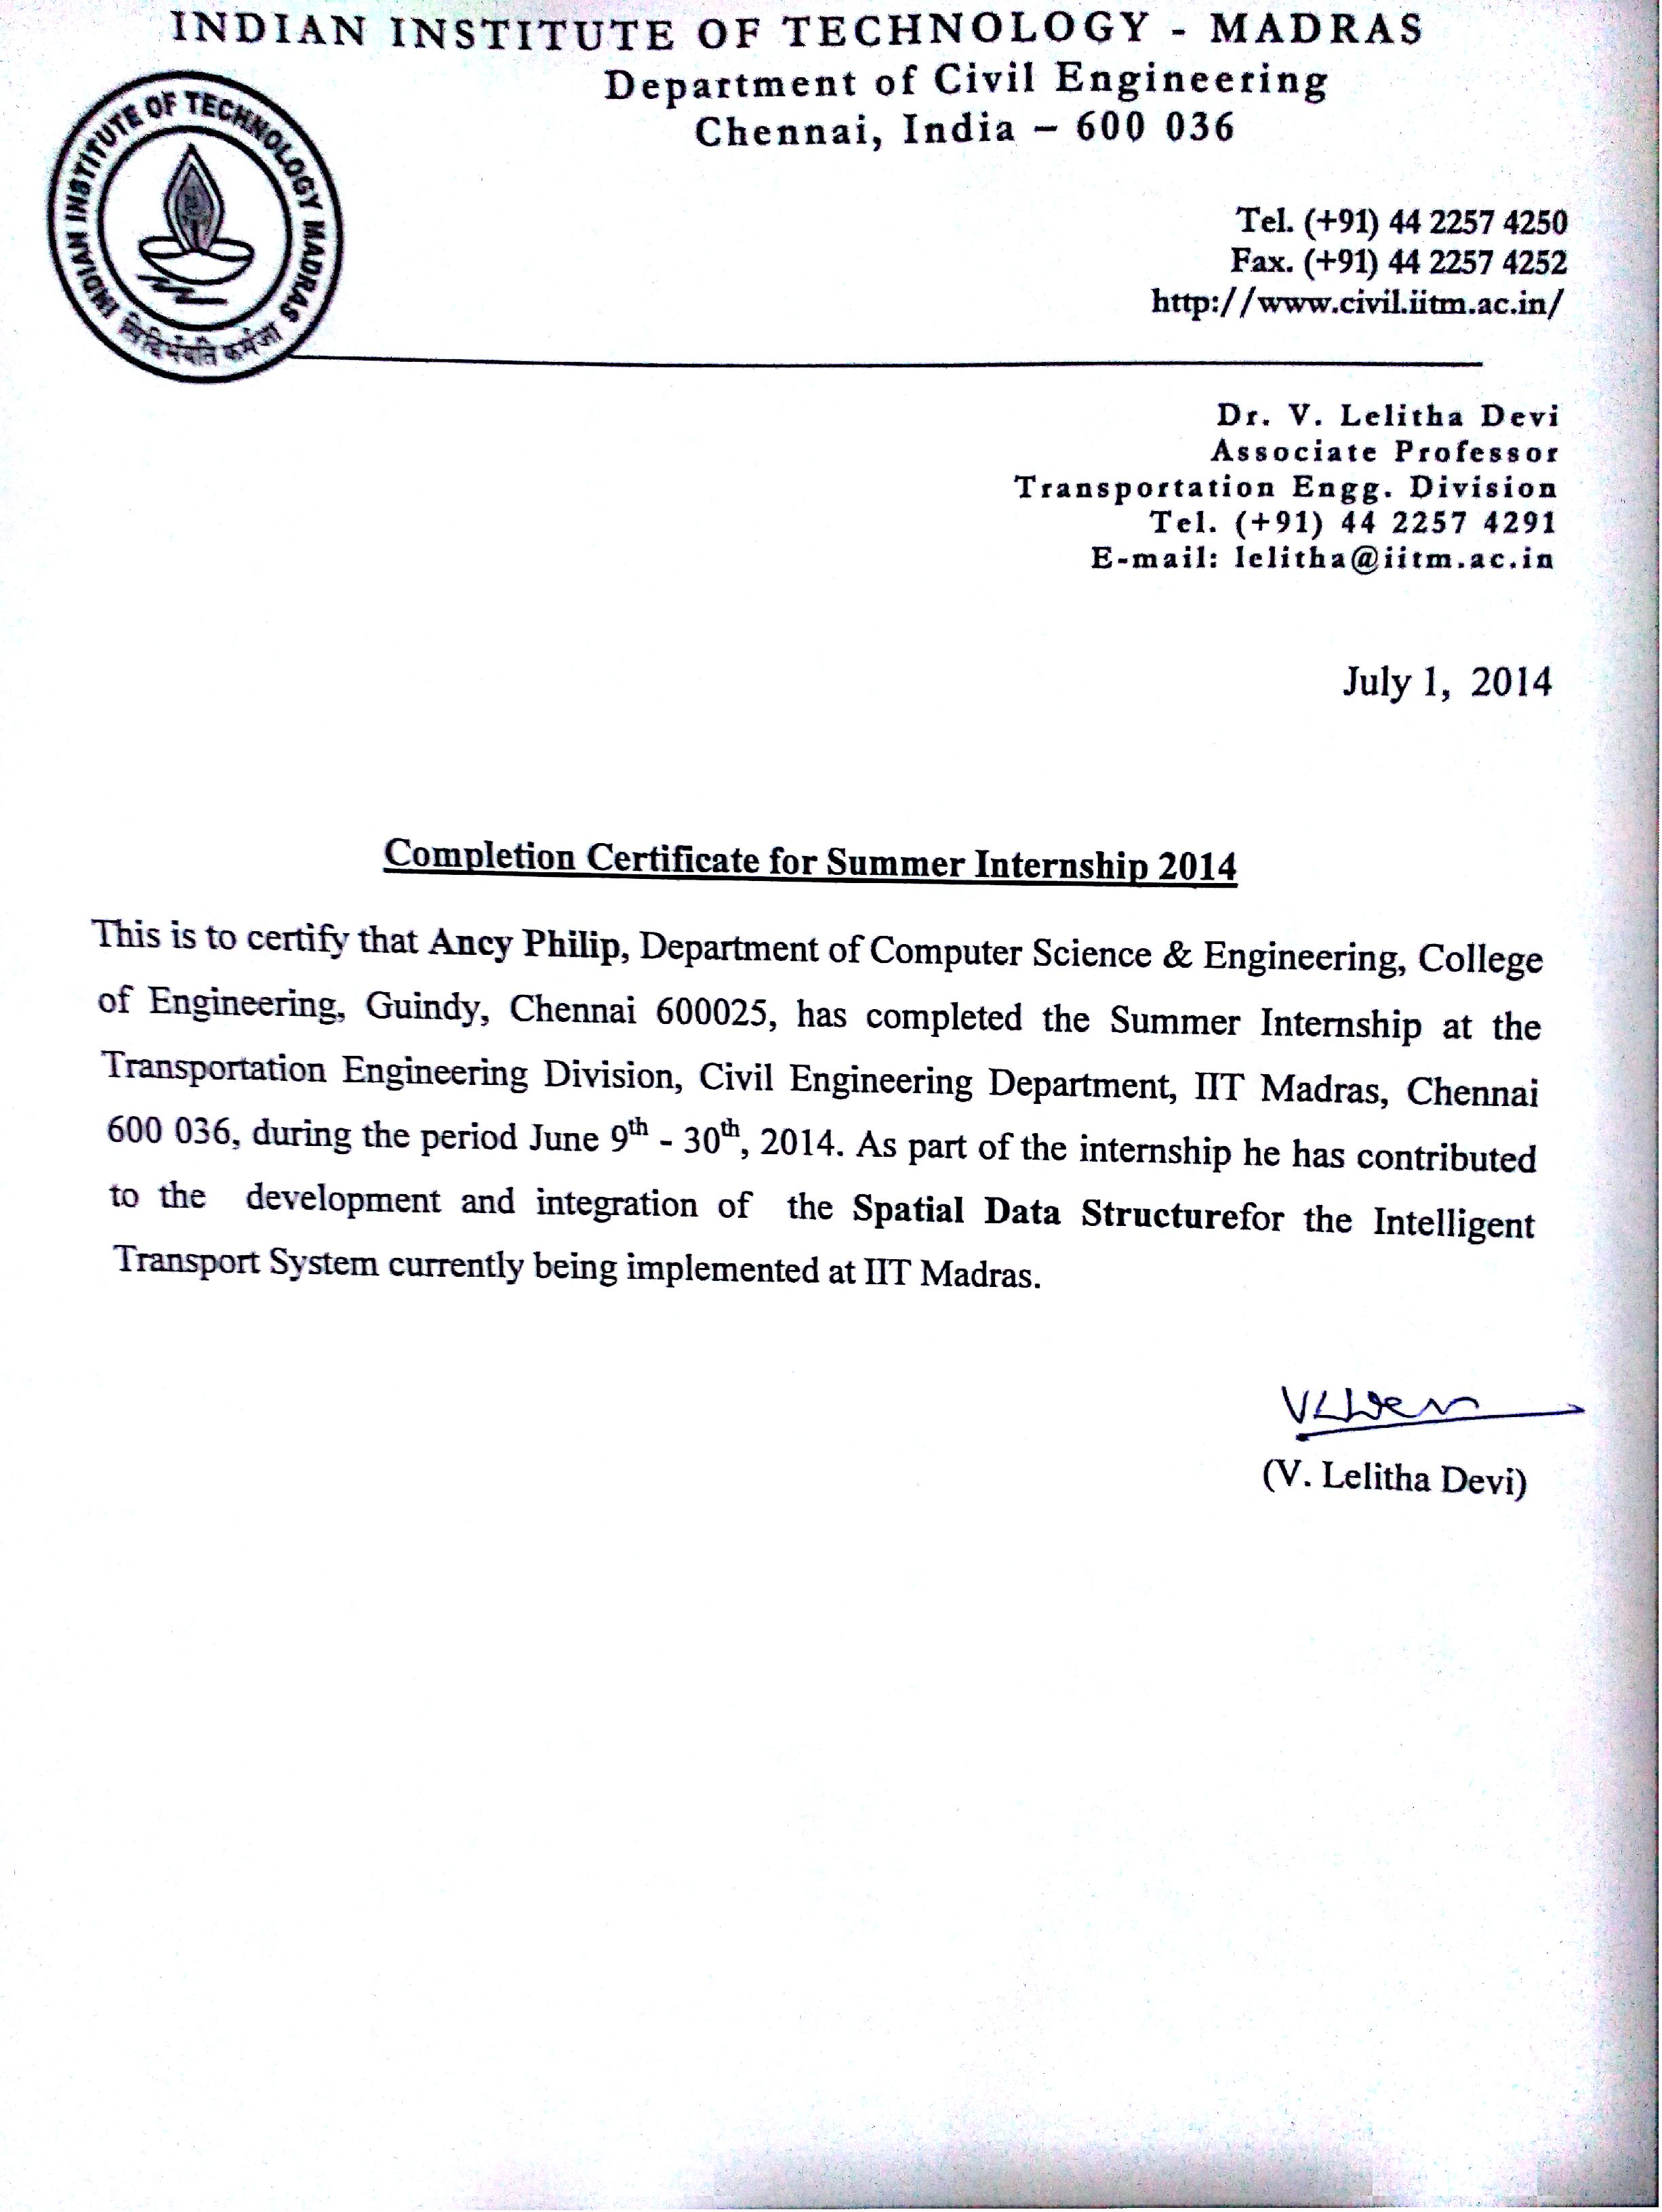 INDIAN INSTITUTE OF TECHNOLOGY - MADRAS
Department of Civil Engineering
Chennai, India – 600 036
INDIAN INSTITUTE OF TECHNOLOGY MADRAS
सिद्धिर्भवति कर्मजा
Tel. (+91) 44 2257 4250
Fax. (+91) 44 2257 4252
http://www.civil.iitm.ac.in/
Dr. V. Lelitha Devi
Associate Professor
Transportation Engg. Division
Tel. (+91) 44 2257 4291
E-mail: lelitha@iitm.ac.in
July 1, 2014
Completion Certificate for Summer Internship 2014
This is to certify that Ancy Philip, Department of Computer Science & Engineering, College
of Engineering, Guindy, Chennai 600025, has completed the Summer Internship at the
Transportation Engineering Division, Civil Engineering Department, IIT Madras, Chennai
600 036, during the period June 9th - 30th, 2014. As part of the internship he has contributed
to the development and integration of the Spatial Data Structurefor the Intelligent
Transport System currently being implemented at IIT Madras.
(V. Lelitha Devi)